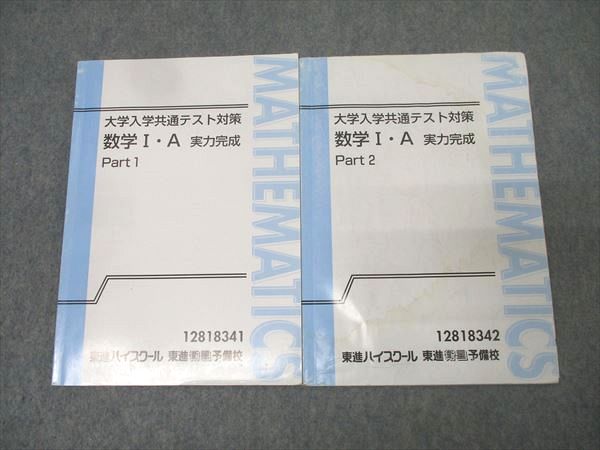 大学入学共通テスト対策
数学Ⅰ・A 実力完成
Part 1
MATHEMATICS
12818341
東進ハイスクール 東進衛星予備校
大学入学共通テスト対策
数学Ⅰ・A 実力完成
Part 2
MATHEMATICS
12818342
東進ハイスクール 東進衛星予備校